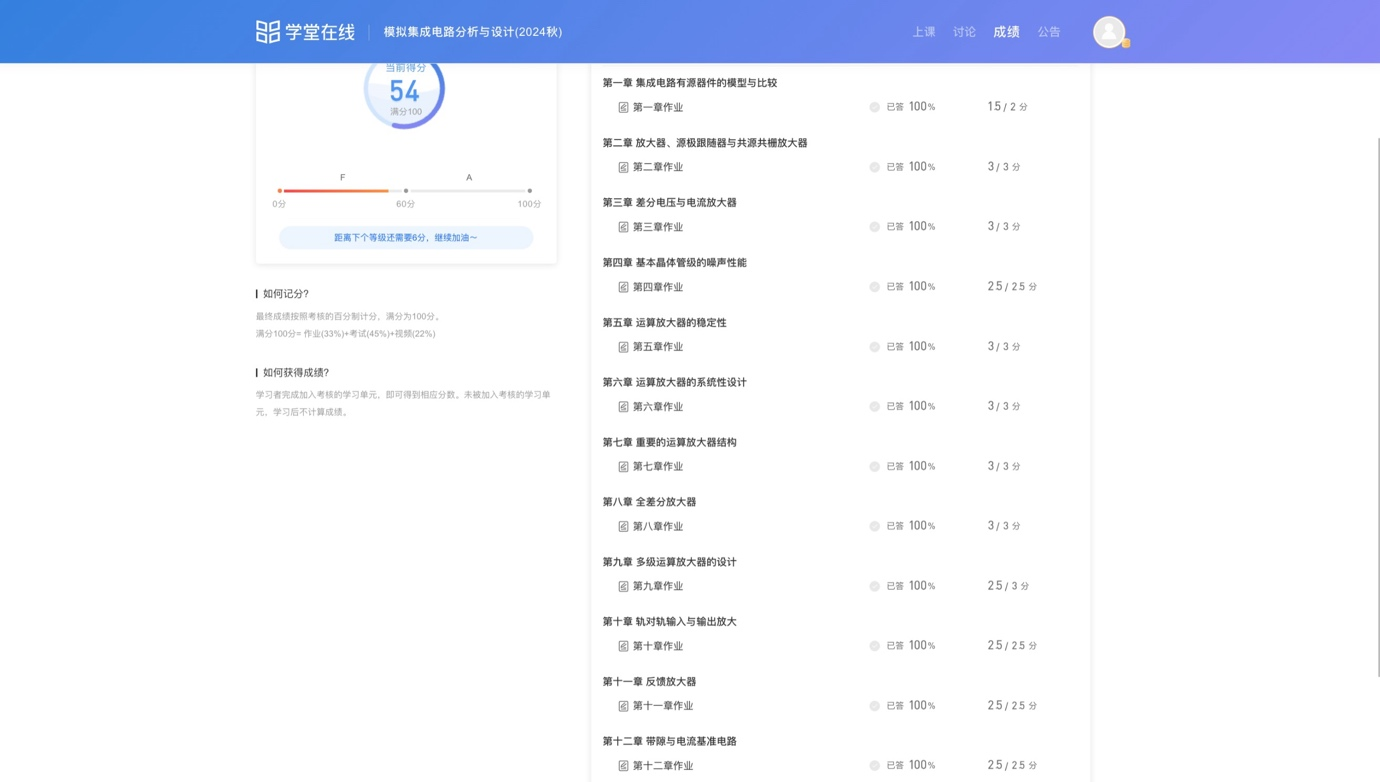 学堂在线
模拟集成电路分析与设计(2024秋)
上课
讨论
成绩
公告
当前得分
54
满分100
F
A
0分
60分
100分
距离下个等级还需要6分，继续加油～
如何记分?
最终成绩按照考核的百分制计分，满分为100分。
满分100分= 作业(33%)+考试(45%)+视频(22%)
如何获得成绩?
学习者完成加入考核的学习单元，即可得到相应分数。未被加入考核的学习单
元，学习后不计算成绩。
第一章 集成电路有源器件的模型与比较
第一章作业 已答 100% 1.5 / 2 分
第二章 放大器、源极跟随器与共源共栅放大器
第二章作业 已答 100% 3 / 3 分
第三章 差分电压与电流放大器
第三章作业 已答 100% 3 / 3 分
第四章 基本晶体管级的噪声性能
第四章作业 已答 100% 2.5 / 2.5 分
第五章 运算放大器的稳定性
第五章作业 已答 100% 3 / 3 分
第六章 运算放大器的系统性设计
第六章作业 已答 100% 3 / 3 分
第七章 重要的运算放大器结构
第七章作业 已答 100% 3 / 3 分
第八章 全差分放大器
第八章作业 已答 100% 3 / 3 分
第九章 多级运算放大器的设计
第九章作业 已答 100% 2.5 / 3 分
第十章 轨对轨输入与输出放大
第十章作业 已答 100% 2.5 / 2.5 分
第十一章 反馈放大器
第十一章作业 已答 100% 2.5 / 2.5 分
第十二章 带隙与电流基准电路
第十二章作业 已答 100% 2.5 / 2.5 分